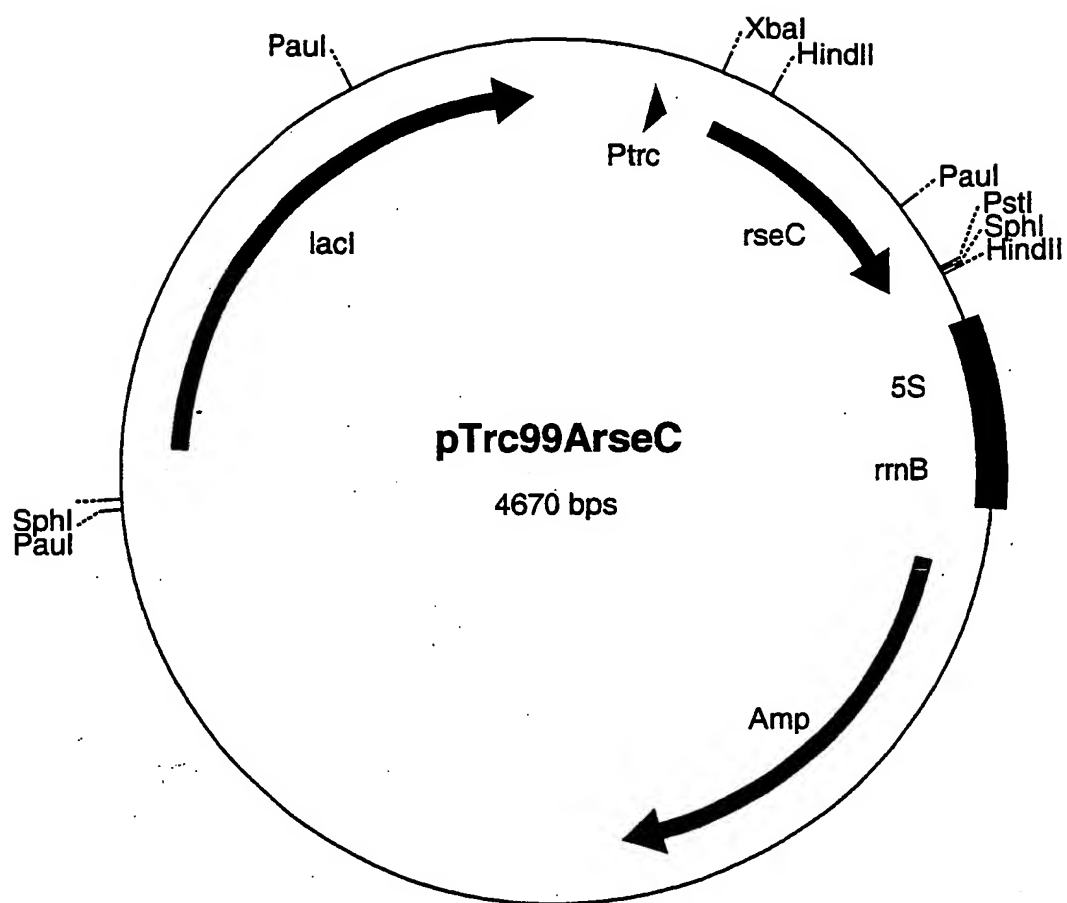 PauI
XbaI
HindII
Ptrc
PauI
PstI
SphI
HindII
rseC
lacI
5S
rrnB
pTrc99ArseC
4670 bps
SphI
PauI
Amp